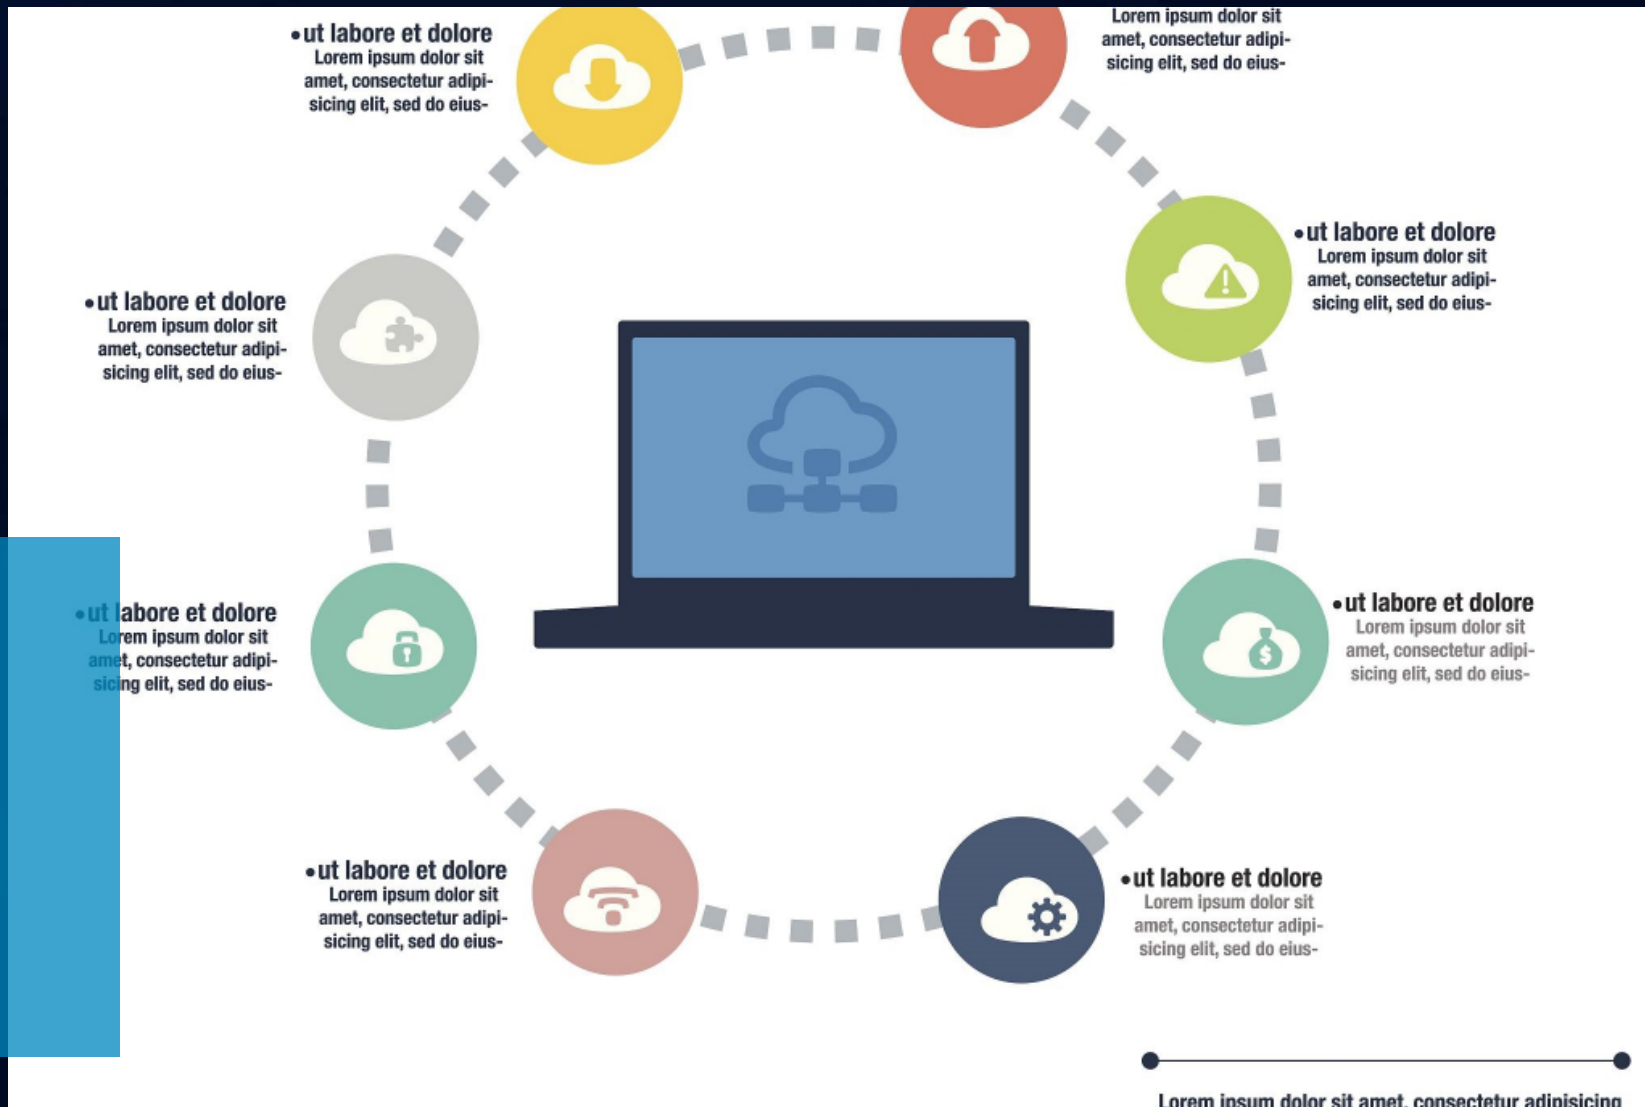 •ut labore et dolore
Lorem ipsum dolor sit
amet, consectetur adipi-
sicing elit, sed do eius-
Lorem ipsum dolor sit
amet, consectetur adipi-
sicing elit, sed do eius-
•ut labore et dolore
Lorem ipsum dolor sit
amet, consectetur adipi-
sicing elit, sed do eius-
•ut labore et dolore
Lorem ipsum dolor sit
amet, consectetur adipi-
sicing elit, sed do eius-
$
•ut labore et dolore
Lorem ipsum dolor sit
amet, consectetur adipi-
sicing elit, sed do eius-
•ut labore et dolore
Lorem ipsum dolor sit
amet, consectetur adipi-
sicing elit, sed do eius-
•ut labore et dolore
Lorem ipsum dolor sit
amet, consectetur adipi-
sicing elit, sed do eius-
•ut labore et dolore
Lorem ipsum dolor sit
amet, consectetur adipi-
sicing elit, sed do eius-
Lorem ipsum dolor sit amet, consectetur adipisicing